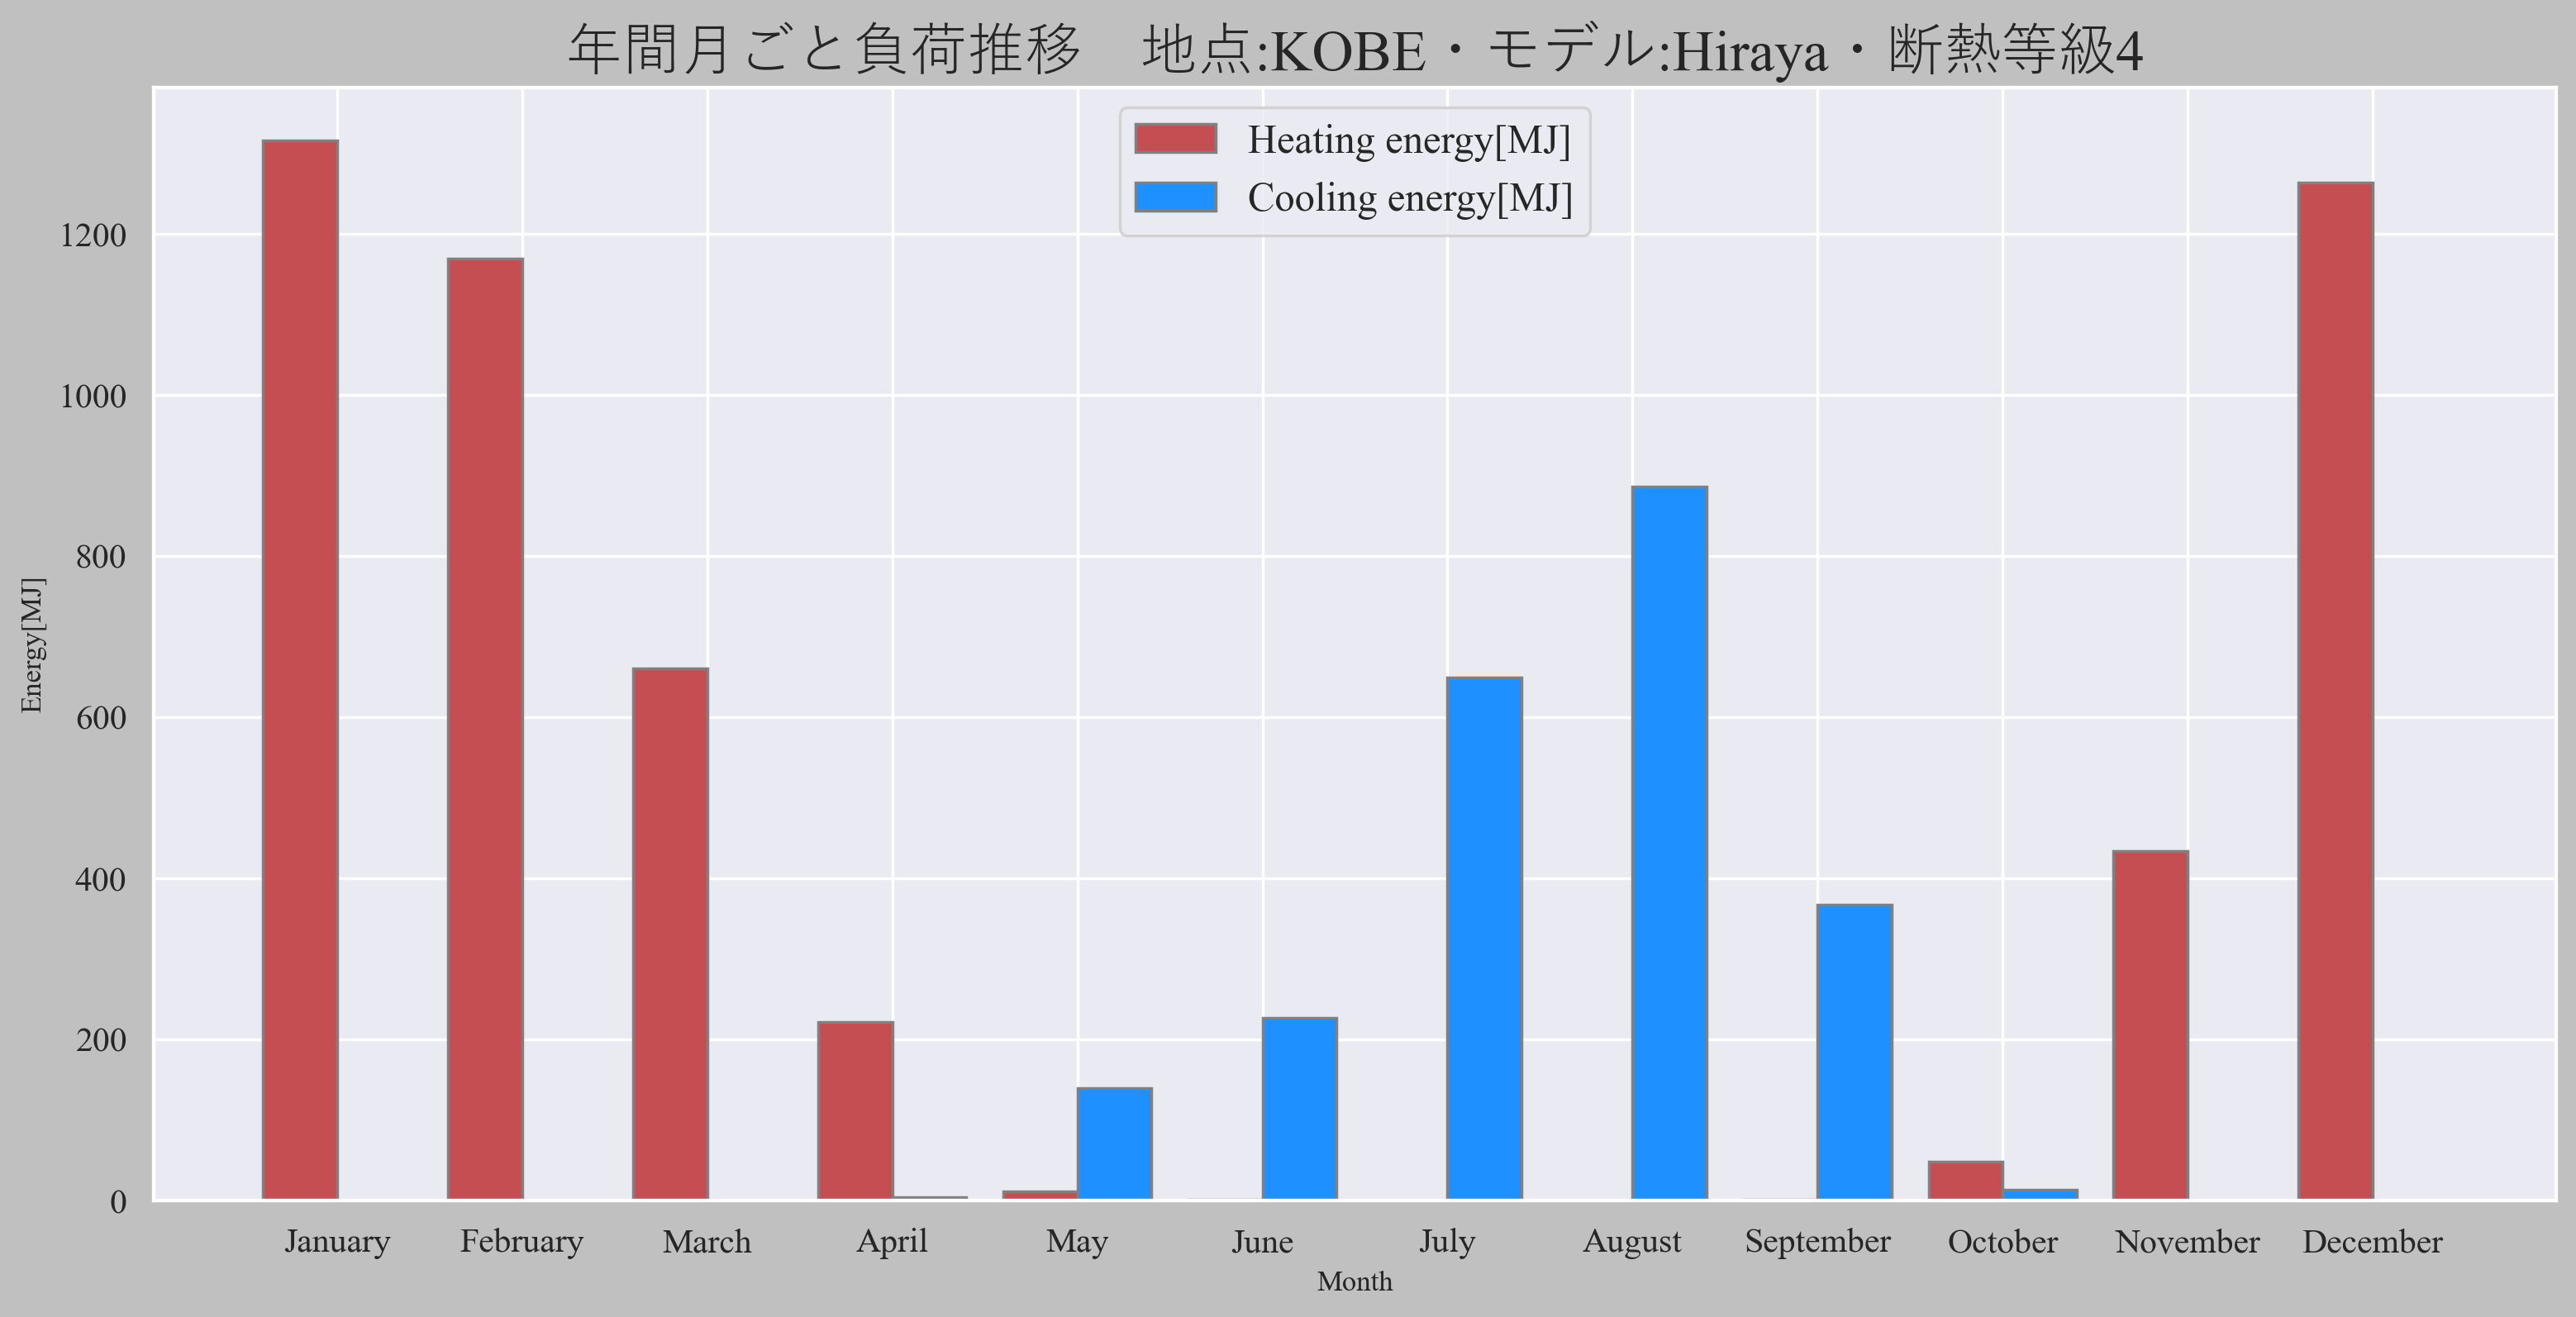 年間月ごと負荷推移　地点:KOBE・モデル:Hiraya・断熱等級4
Heating energy[MJ]
Cooling energy[MJ]
Energy[MJ]
1200
1000
800
600
400
200
0
January February March April May June July August September October November December
Month